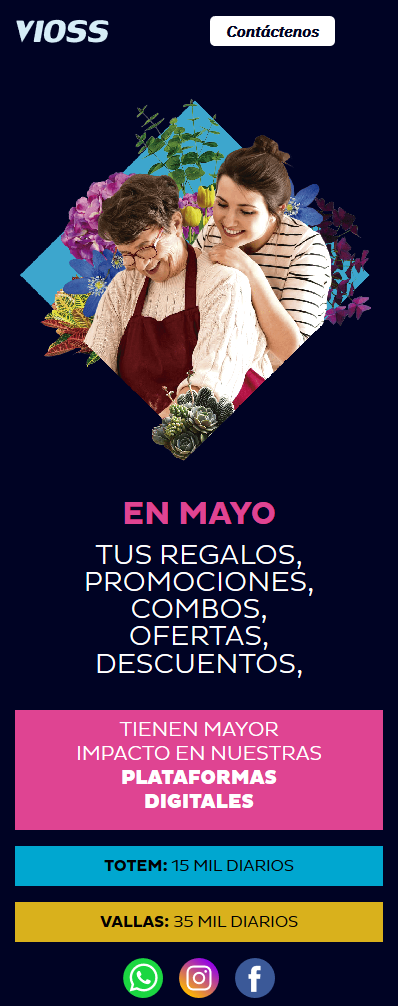 VIOSS
Contáctenos
EN MAYO
TUS REGALOS,
PROMOCIONES,
COMBOS,
OFERTAS,
DESCUENTOS,
TIENEN MAYOR
IMPACTO EN NUESTRAS
PLATAFORMAS
DIGITALES
TOTEM: 15 MIL DIARIOS
VALLAS: 35 MIL DIARIOS